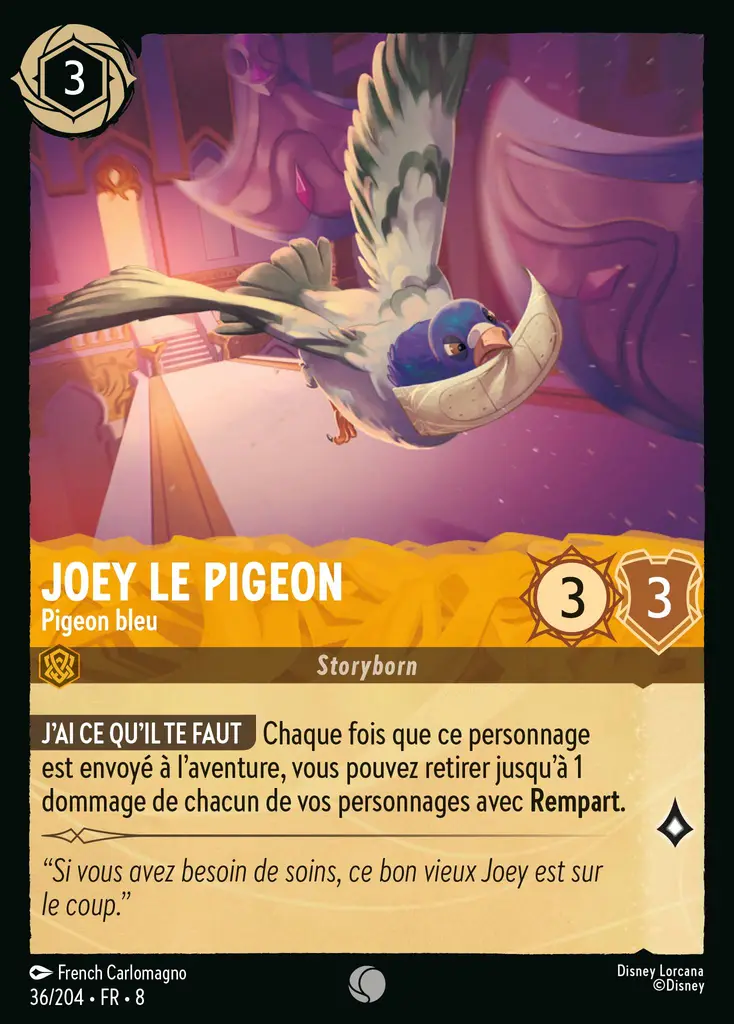 3
JOEY LE PIGEON
Pigeon bleu
3
3
Storyborn
J'AI CE QU'IL TE FAUT Chaque fois que ce personnage
est envoyé à l'aventure, vous pouvez retirer jusqu'à 1
dommage de chacun de vos personnages avec Rempart.
“Si vous avez besoin de soins, ce bon vieux Joey est sur
le coup.”
French Carlomagno
36/204 • FR • 8
Disney Lorcana
©Disney